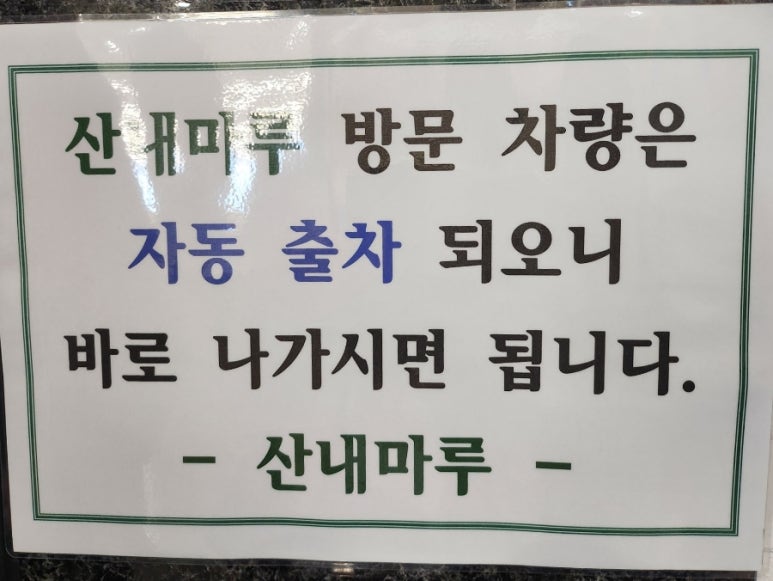 산내마루 방문 차량은
자동 출차 되오니
바로 나가시면 됩니다.
- 산내마루 -